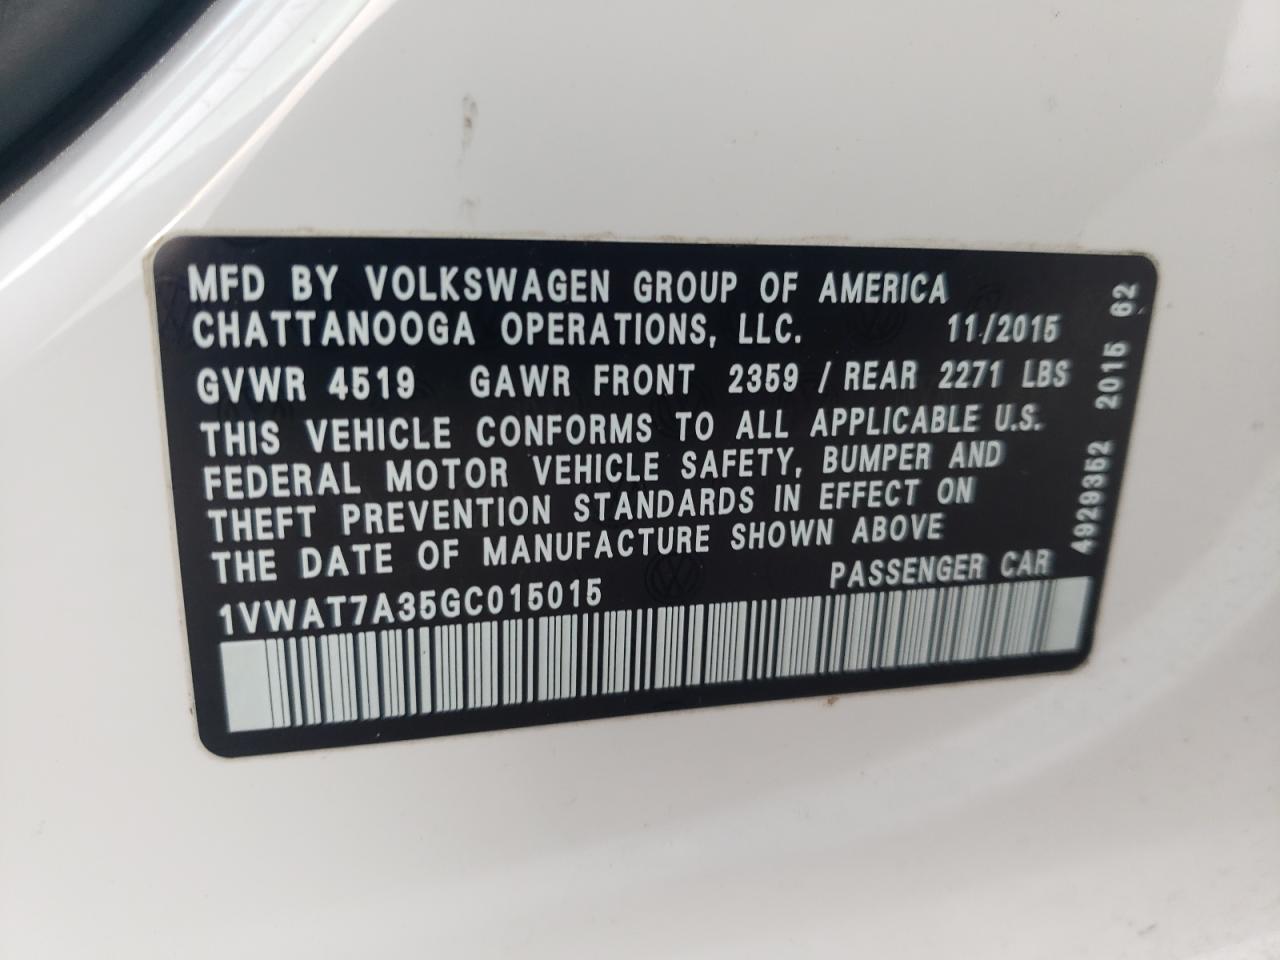 MFD BY VOLKSWAGEN GROUP OF AMERICA
CHATTANOOGA OPERATIONS, LLC. 11/2015
GVWR 4519 GAWR FRONT 2359 / REAR 2271 LBS
THIS VEHICLE CONFORMS TO ALL APPLICABLE U.S.
FEDERAL MOTOR VEHICLE SAFETY, BUMPER AND
THEFT PREVENTION STANDARDS IN EFFECT ON
THE DATE OF MANUFACTURE SHOWN ABOVE
1VWAT7A35GC015015 PASSENGER CAR
4929352 2015 62